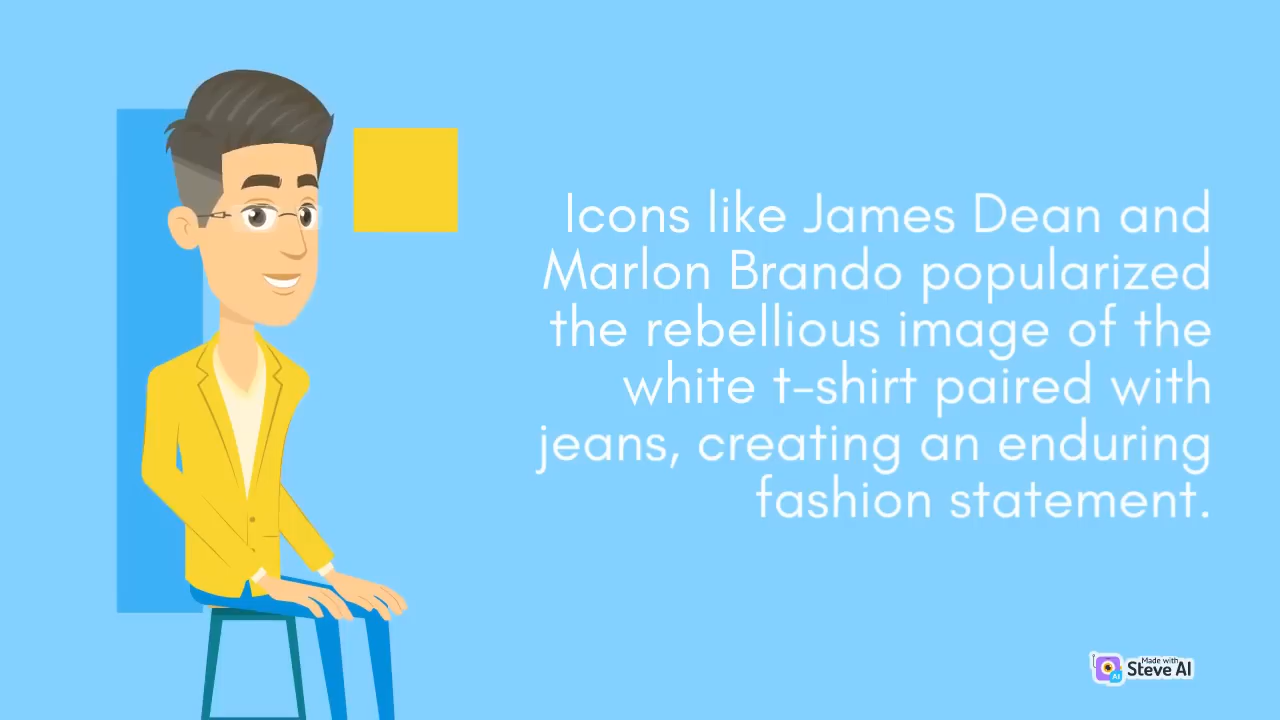 Icons like James Dean and
Marlon Brando popularized
the rebellious image of the
white t-shirt paired with
jeans, creating an enduring
fashion statement.
Made with
Steve AI
AI